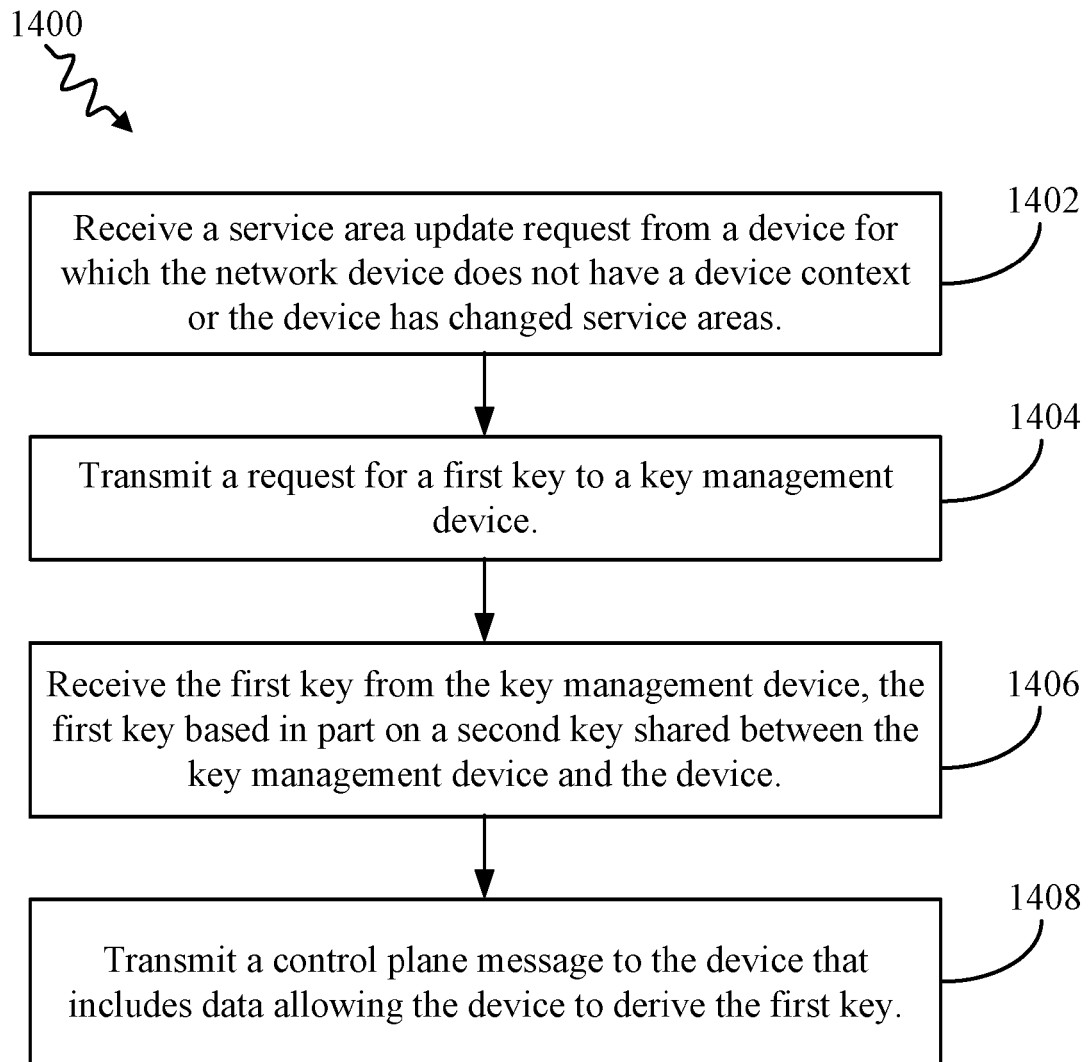 1400
1402
Receive a service area update request from a device for
which the network device does not have a device context
or the device has changed service areas.
1404
Transmit a request for a first key to a key management
device.
1406
Receive the first key from the key management device, the
first key based in part on a second key shared between the
key management device and the device.
1408
Transmit a control plane message to the device that
includes data allowing the device to derive the first key.